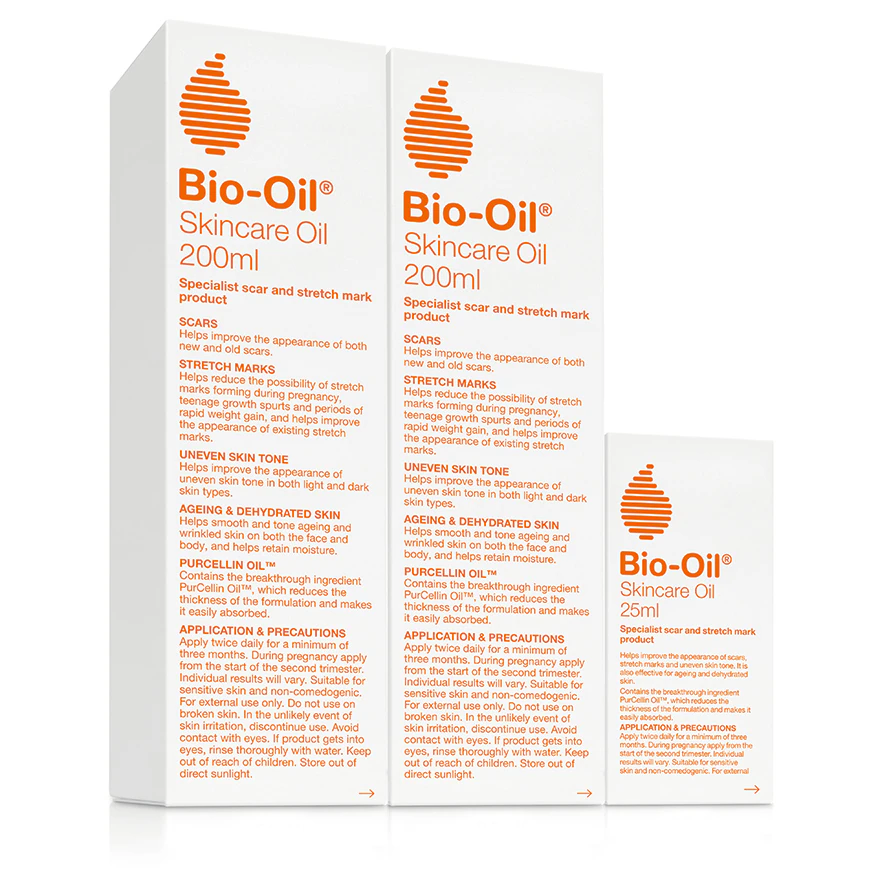 Bio-Oil®
Skincare Oil
200ml
Specialist scar and stretch mark
product
SCARS
Helps improve the appearance of both
new and old scars.
STRETCH MARKS
Helps reduce the possibility of stretch
marks forming during pregnancy,
teenage growth spurts and periods of
rapid weight gain, and helps improve
the appearance of existing stretch
marks.
UNEVEN SKIN TONE
Helps improve the appearance of
uneven skin tone in both light and dark
skin types.
AGEING & DEHYDRATED SKIN
Helps smooth and tone ageing and
wrinkled skin on both the face and
body, and helps retain moisture.
PURCELLIN OIL™
Contains the breakthrough ingredient
PurCellin Oil™, which reduces the
thickness of the formulation and makes
it easily absorbed.
APPLICATION & PRECAUTIONS
Apply twice daily for a minimum of
three months. During pregnancy apply
from the start of the second trimester.
Individual results will vary. Suitable for
sensitive skin and non-comedogenic.
For external use only. Do not use on
broken skin. In the unlikely event of
skin irritation, discontinue use. Avoid
contact with eyes. If product gets into
eyes, rinse thoroughly with water. Keep
out of reach of children. Store out of
direct sunlight.
Bio-Oil®
Skincare Oil
200ml
Specialist scar and stretch mark
product
SCARS
Helps improve the appearance of both
new and old scars.
STRETCH MARKS
Helps reduce the possibility of stretch
marks forming during pregnancy,
teenage growth spurts and periods of
rapid weight gain, and helps improve
the appearance of existing stretch
marks.
UNEVEN SKIN TONE
Helps improve the appearance of
uneven skin tone in both light and dark
skin types.
AGEING & DEHYDRATED SKIN
Helps smooth and tone ageing and
wrinkled skin on both the face and
body, and helps retain moisture.
PURCELLIN OIL™
Contains the breakthrough ingredient
PurCellin Oil™, which reduces the
thickness of the formulation and makes
it easily absorbed.
APPLICATION & PRECAUTIONS
Apply twice daily for a minimum of
three months. During pregnancy apply
from the start of the second trimester.
Individual results will vary. Suitable for
sensitive skin and non-comedogenic.
For external use only. Do not use on
broken skin. In the unlikely event of
skin irritation, discontinue use. Avoid
contact with eyes. If product gets into
eyes, rinse thoroughly with water. Keep
out of reach of children. Store out of
direct sunlight.
Bio-Oil®
Skincare Oil
25ml
Specialist scar and stretch mark
product
Helps improve the appearance of scars,
stretch marks and uneven skin tone. It is
also effective for ageing and dehydrated
skin.
Contains the breakthrough ingredient
PurCellin Oil™, which reduces the
thickness of the formulation and makes it
easily absorbed.
APPLICATION & PRECAUTIONS
Apply twice daily for a minimum of three
months. During pregnancy apply from the
start of the second trimester. Individual
results will vary. Suitable for sensitive
skin and non-comedogenic. For external